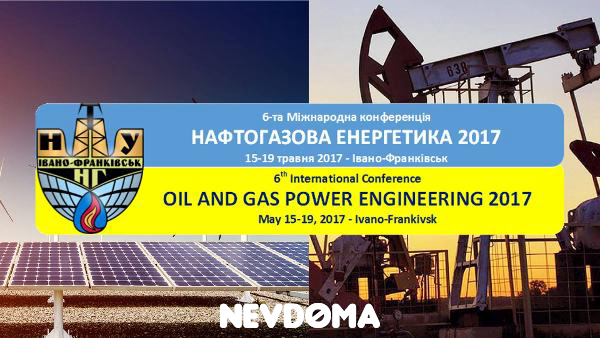 638
6-та Міжнародна конференція
НАФТОГАЗОВА ЕНЕРГЕТИКА 2017
15-19 травня 2017 - Івано-Франківськ
Н Т У
ІВАНО-ФРАНКІВСЬК
НГ
6th International Conference
OIL AND GAS POWER ENGINEERING 2017
May 15-19, 2017 - Ivano-Frankivsk
NEVDOMA